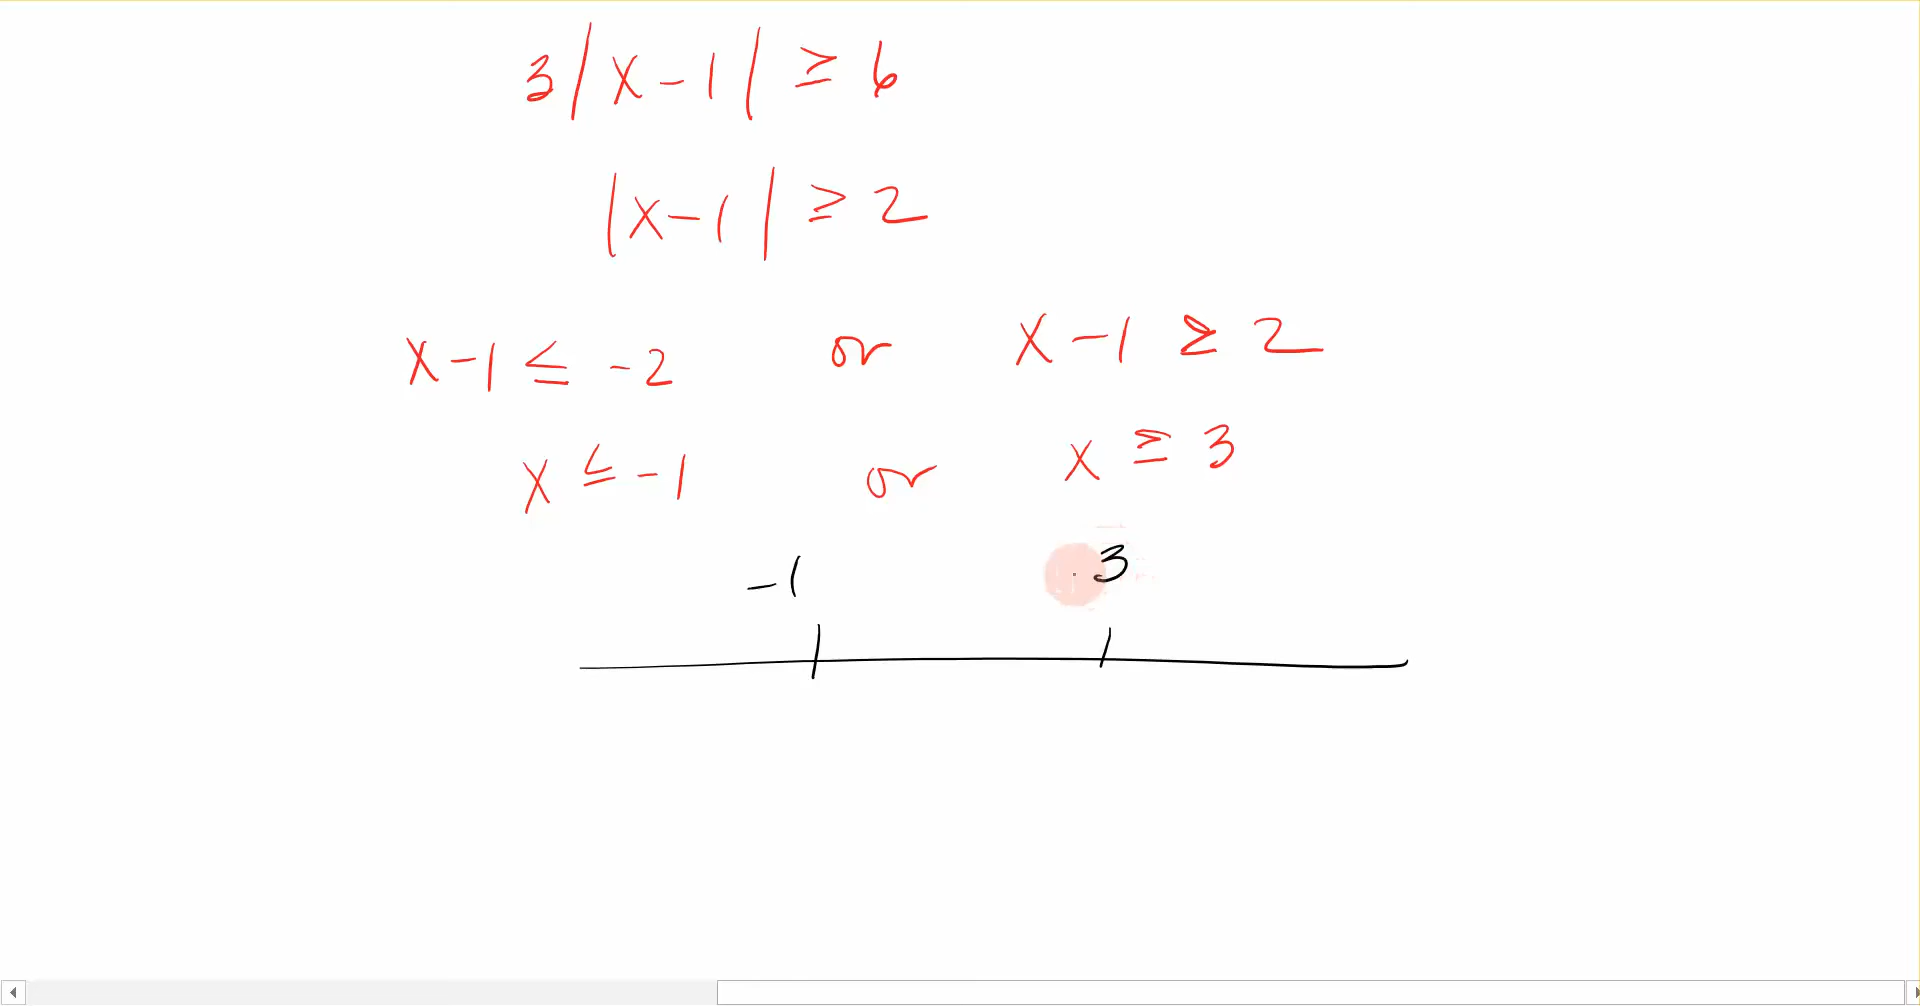 3|x-1| ≥ 6
|x-1| ≥ 2
x-1 ≤ -2 or x-1 ≥ 2
x ≤ -1 or x ≥ 3
-1 3